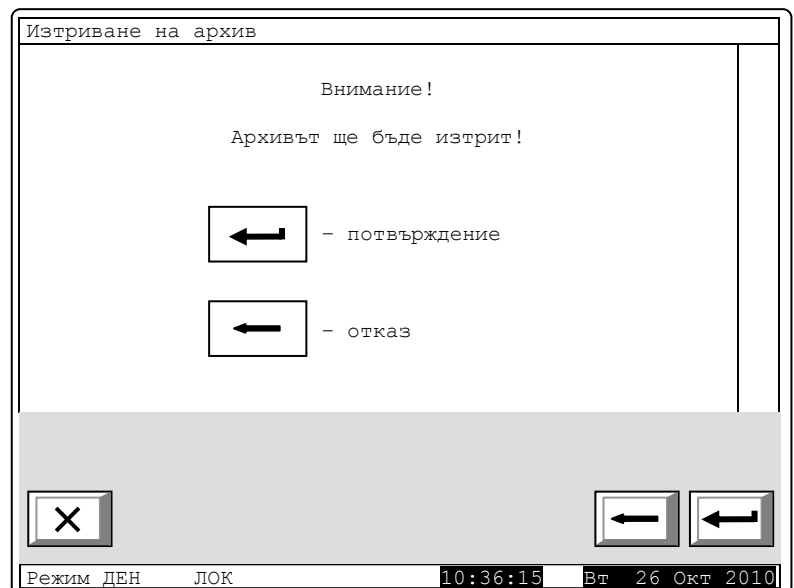 Изтриване на архив
Внимание!
Архивът ще бъде изтрит!
- потвърждение
- отказ
Режим ДЕН ЛОК 10:36:15 Вт 26 Окт 2010